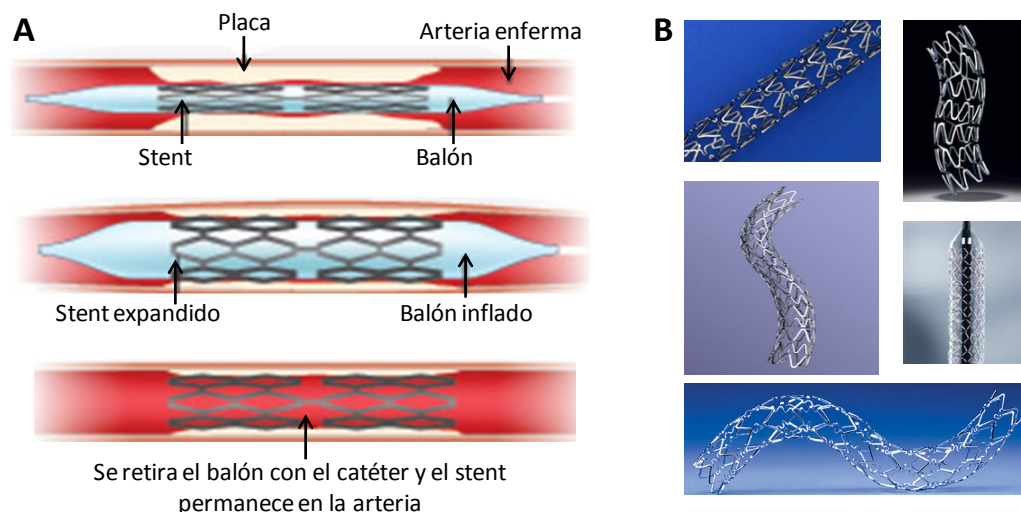 A
Placa
Arteria enferma
Stent
Balón
Stent expandido
Balón inflado
Se retira el balón con el catéter y el stent
permanece en la arteria
B